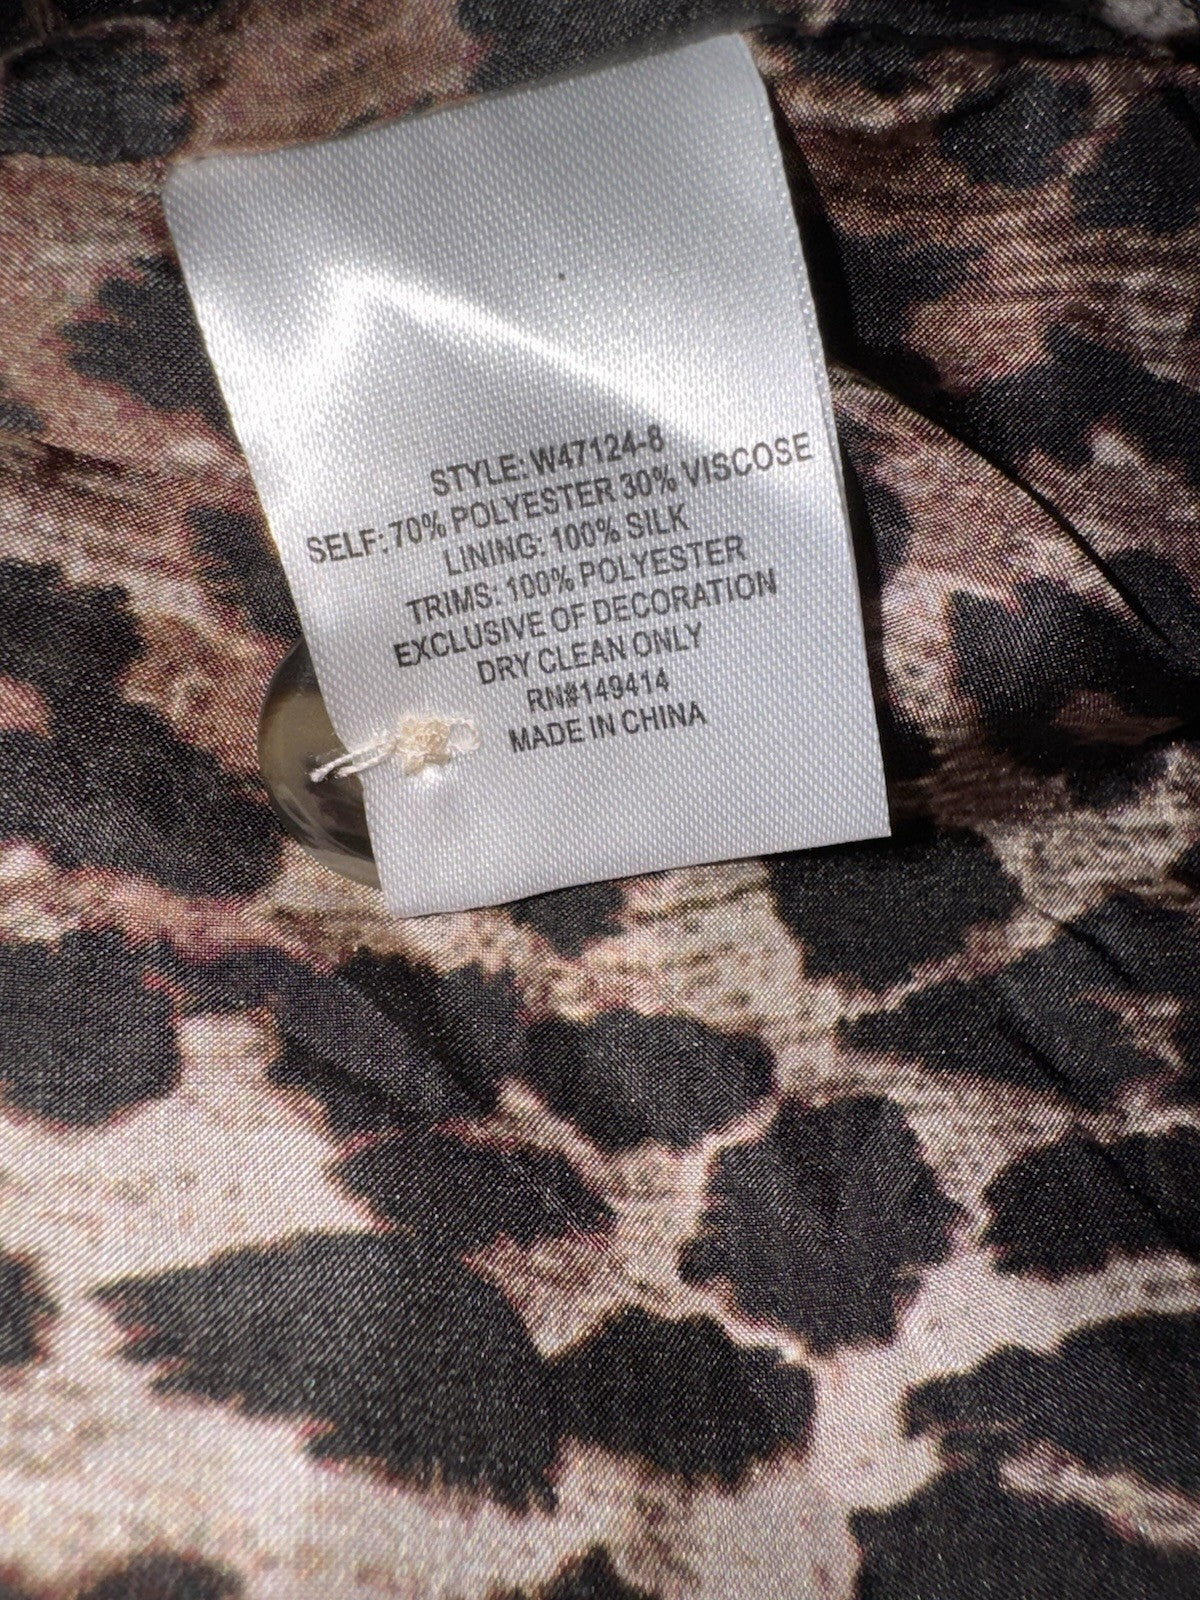 STYLE: W47124-8
SELF: 70% POLYESTER 30% VISCOSE
LINING: 100% SILK
TRIMS: 100% POLYESTER
EXCLUSIVE OF DECORATION
DRY CLEAN ONLY
RN#149414
MADE IN CHINA